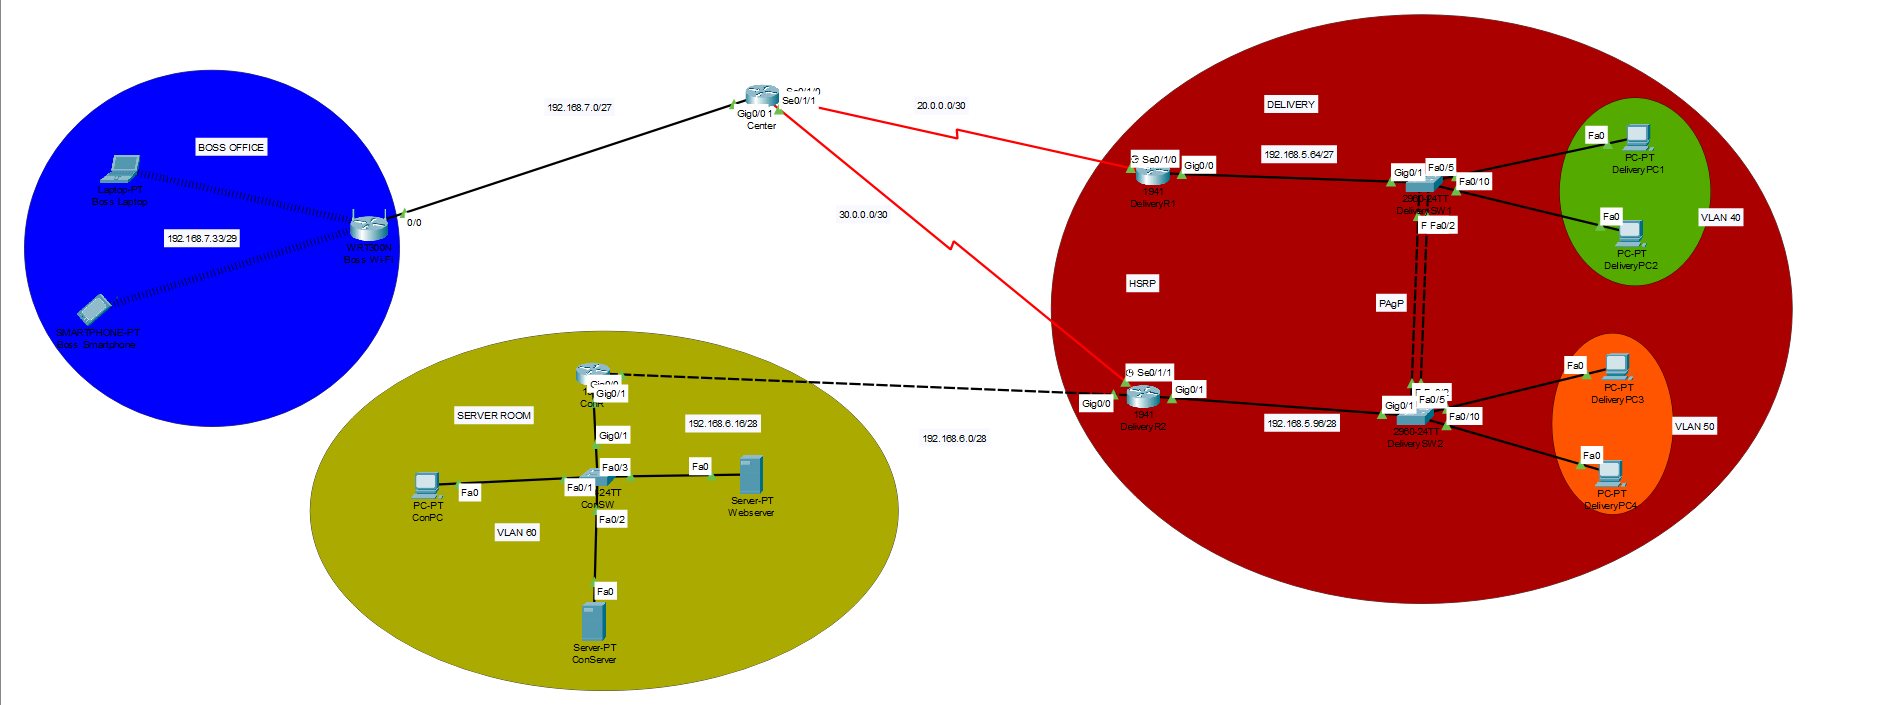 BOSS OFFICE
Laptop-PT
Boss Laptop
192.168.7.33/29
SMARTPHONE-PT
Boss Smartphone
WRT300N
Boss Wi-Fi
0/0
192.168.7.0/27
Se0/1/0
Se0/1/1
Gig0/0
Center
20.0.0.0/30
30.0.0.0/30
DELIVERY
192.168.5.64/27
Se0/1/0
Gig0/0
1941
DeliveryR1
Gig0/1
Fa0/5
Fa0/10
2960-24TT
DeliverySW1
Fa0/2
Fa0
PC-PT
DeliveryPC1
Fa0
PC-PT
DeliveryPC2
VLAN 40
HSRP
PAgP
Se0/1/1
Gig0/1
Gig0/0
1941
DeliveryR2
192.168.5.96/28
Gig0/1
Fa0/5
Fa0/10
2960-24TT
DeliverySW2
Fa0
PC-PT
DeliveryPC3
Fa0
PC-PT
DeliveryPC4
VLAN 50
192.168.6.0/28
SERVER ROOM
Gig0/0
Gig0/1
ConR
192.168.6.16/28
Gig0/1
Fa0/3
Fa0/1
24TT
ConSW
Fa0/2
Fa0
PC-PT
ConPC
Fa0
Server-PT
Webserver
VLAN 60
Fa0
Server-PT
ConServer